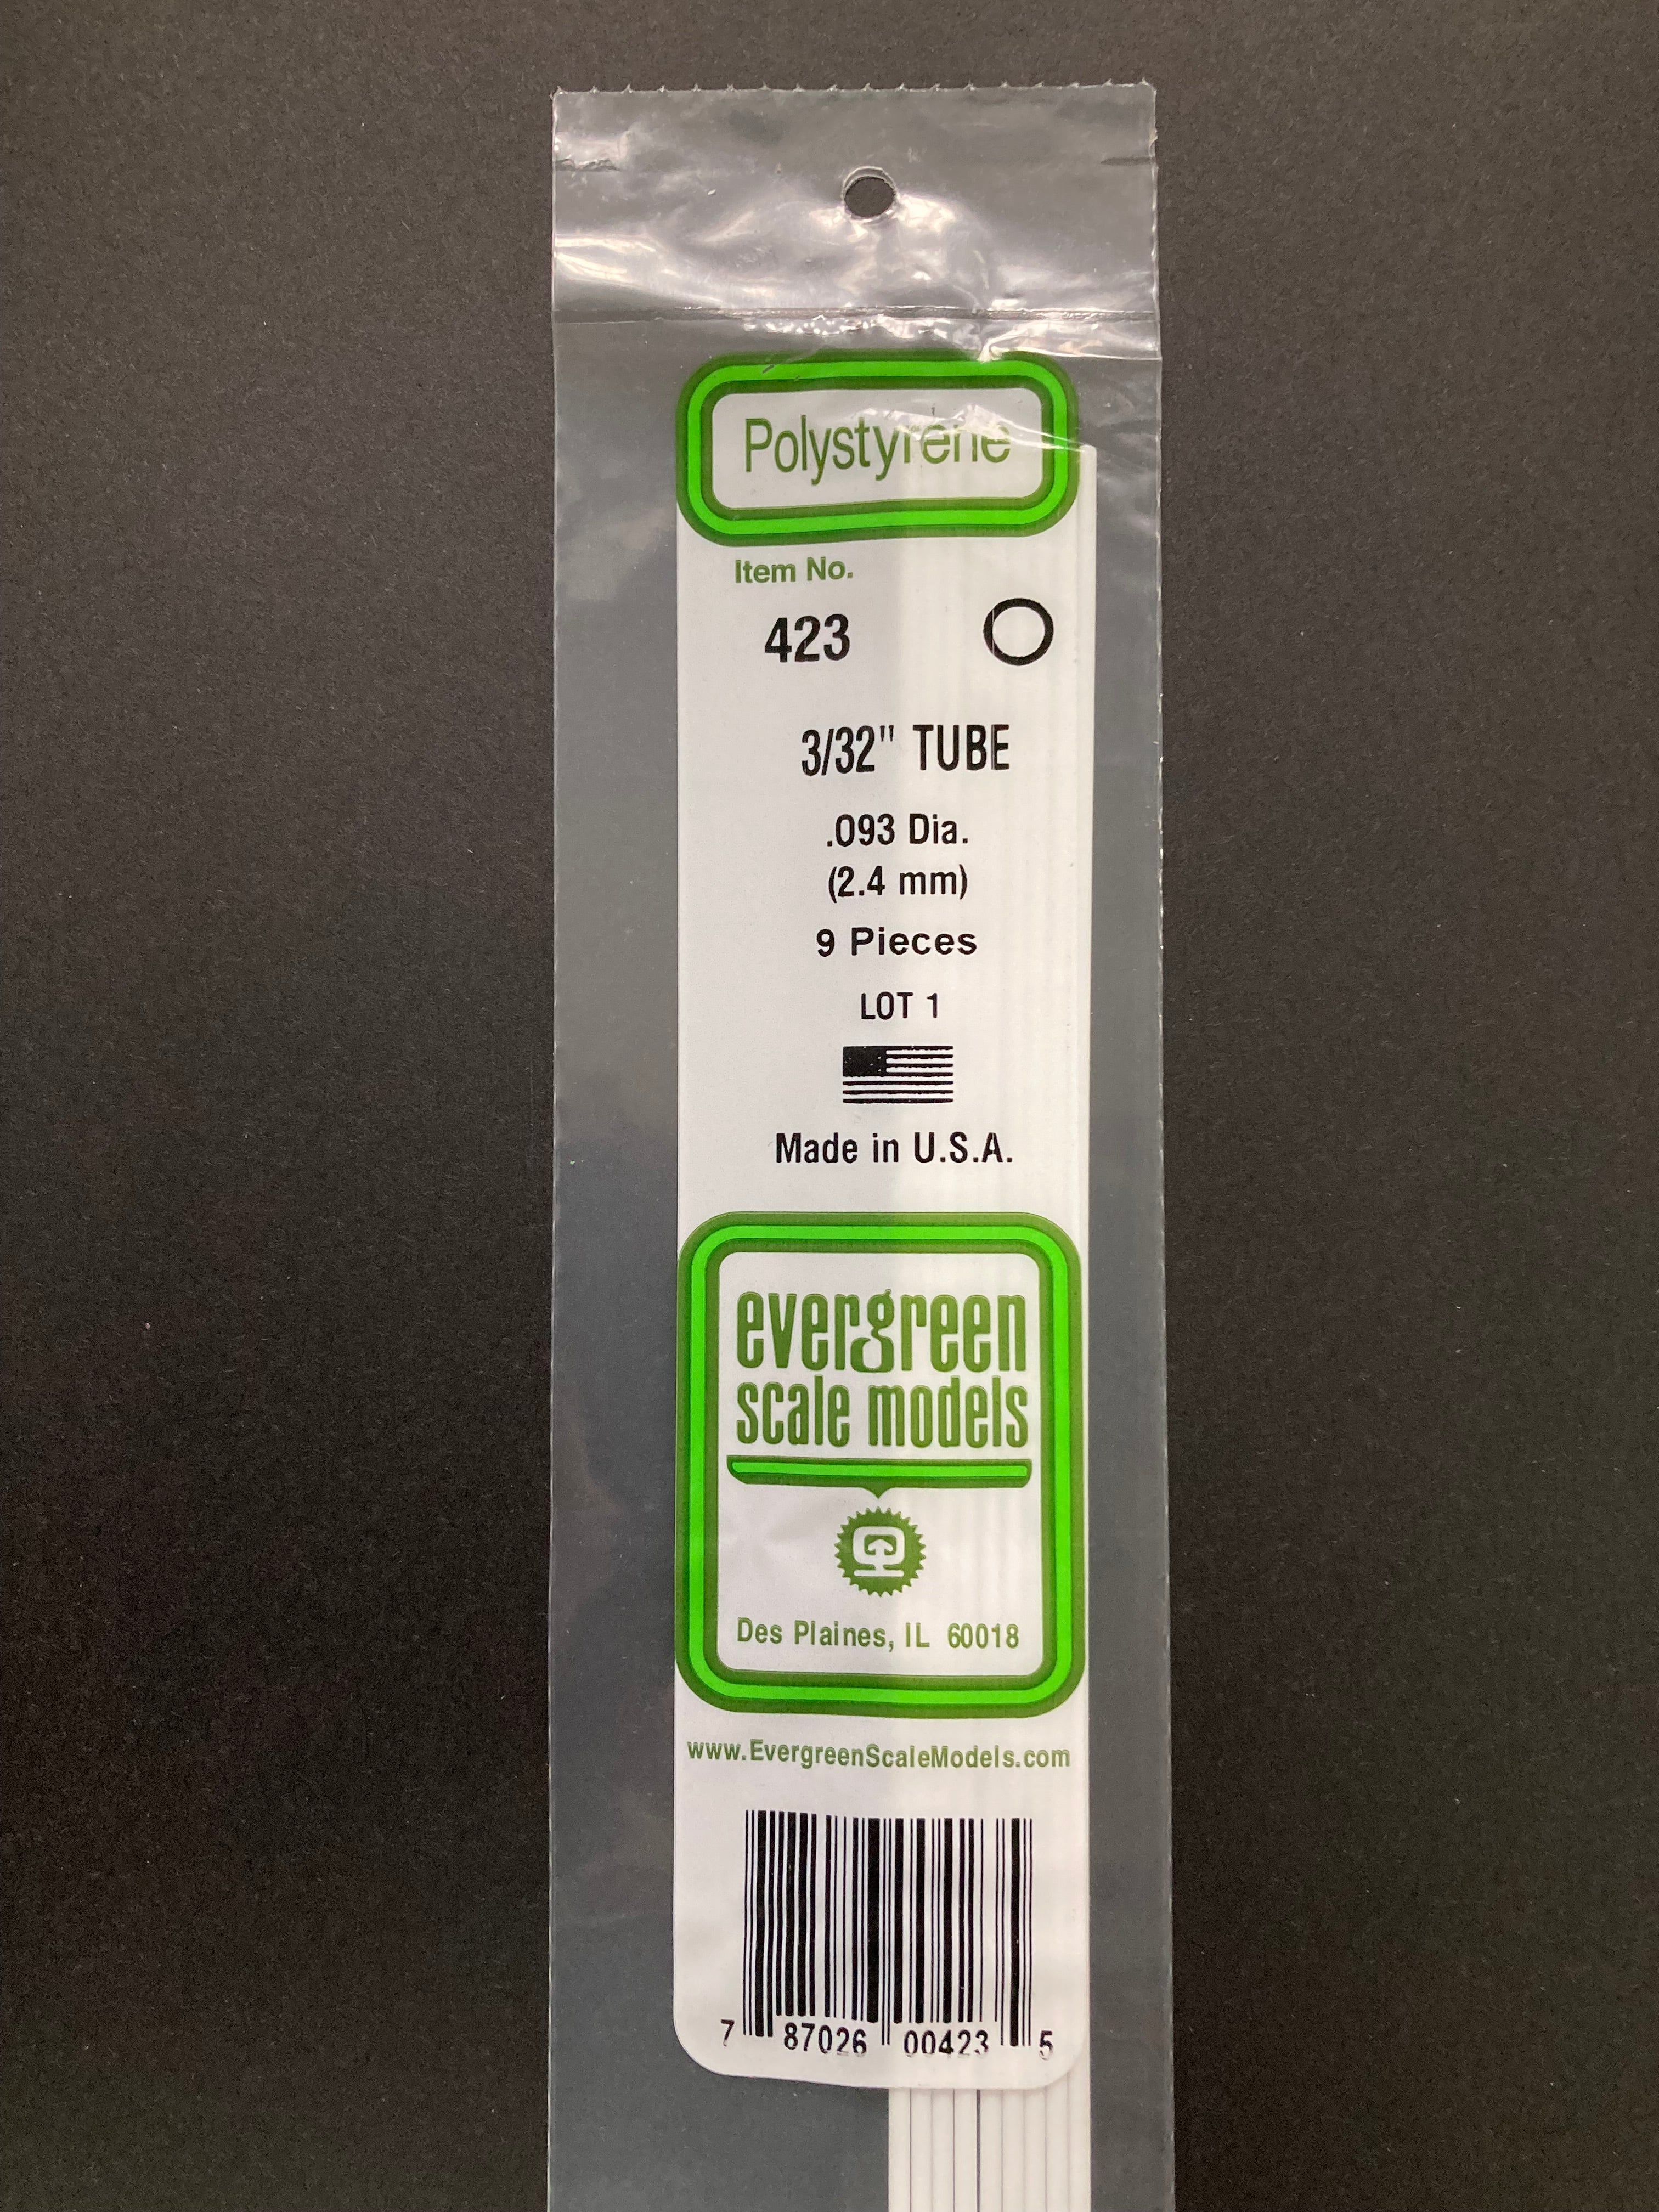 Polystyrene
Item No.
423
3/32" TUBE
.093 Dia.
(2.4 mm)
9 Pieces
LOT 1
Made in U.S.A.
evergreen
scale models
Des Plaines, IL 60018
www.EvergreenScaleModels.com
7 87026 00423 5